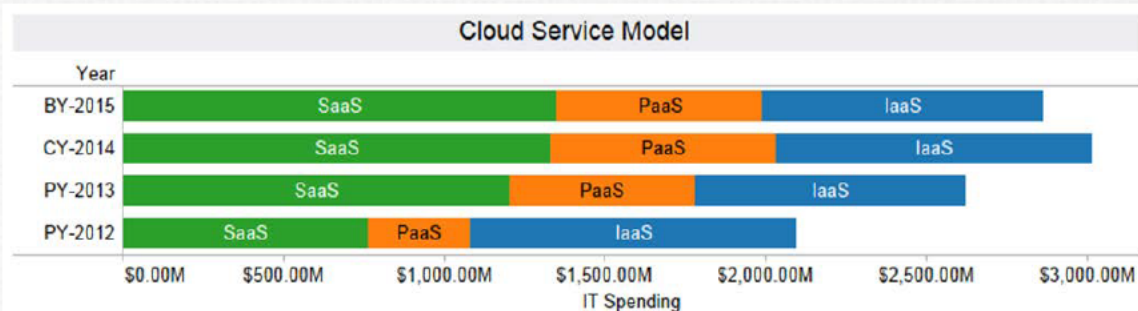 Cloud Service Model
Year
BY-2015 SaaS PaaS IaaS
CY-2014 SaaS PaaS IaaS
PY-2013 SaaS PaaS IaaS
PY-2012 SaaS PaaS IaaS
$0.00M $500.00M $1,000.00M $1,500.00M $2,000.00M $2,500.00M $3,000.00M
IT Spending